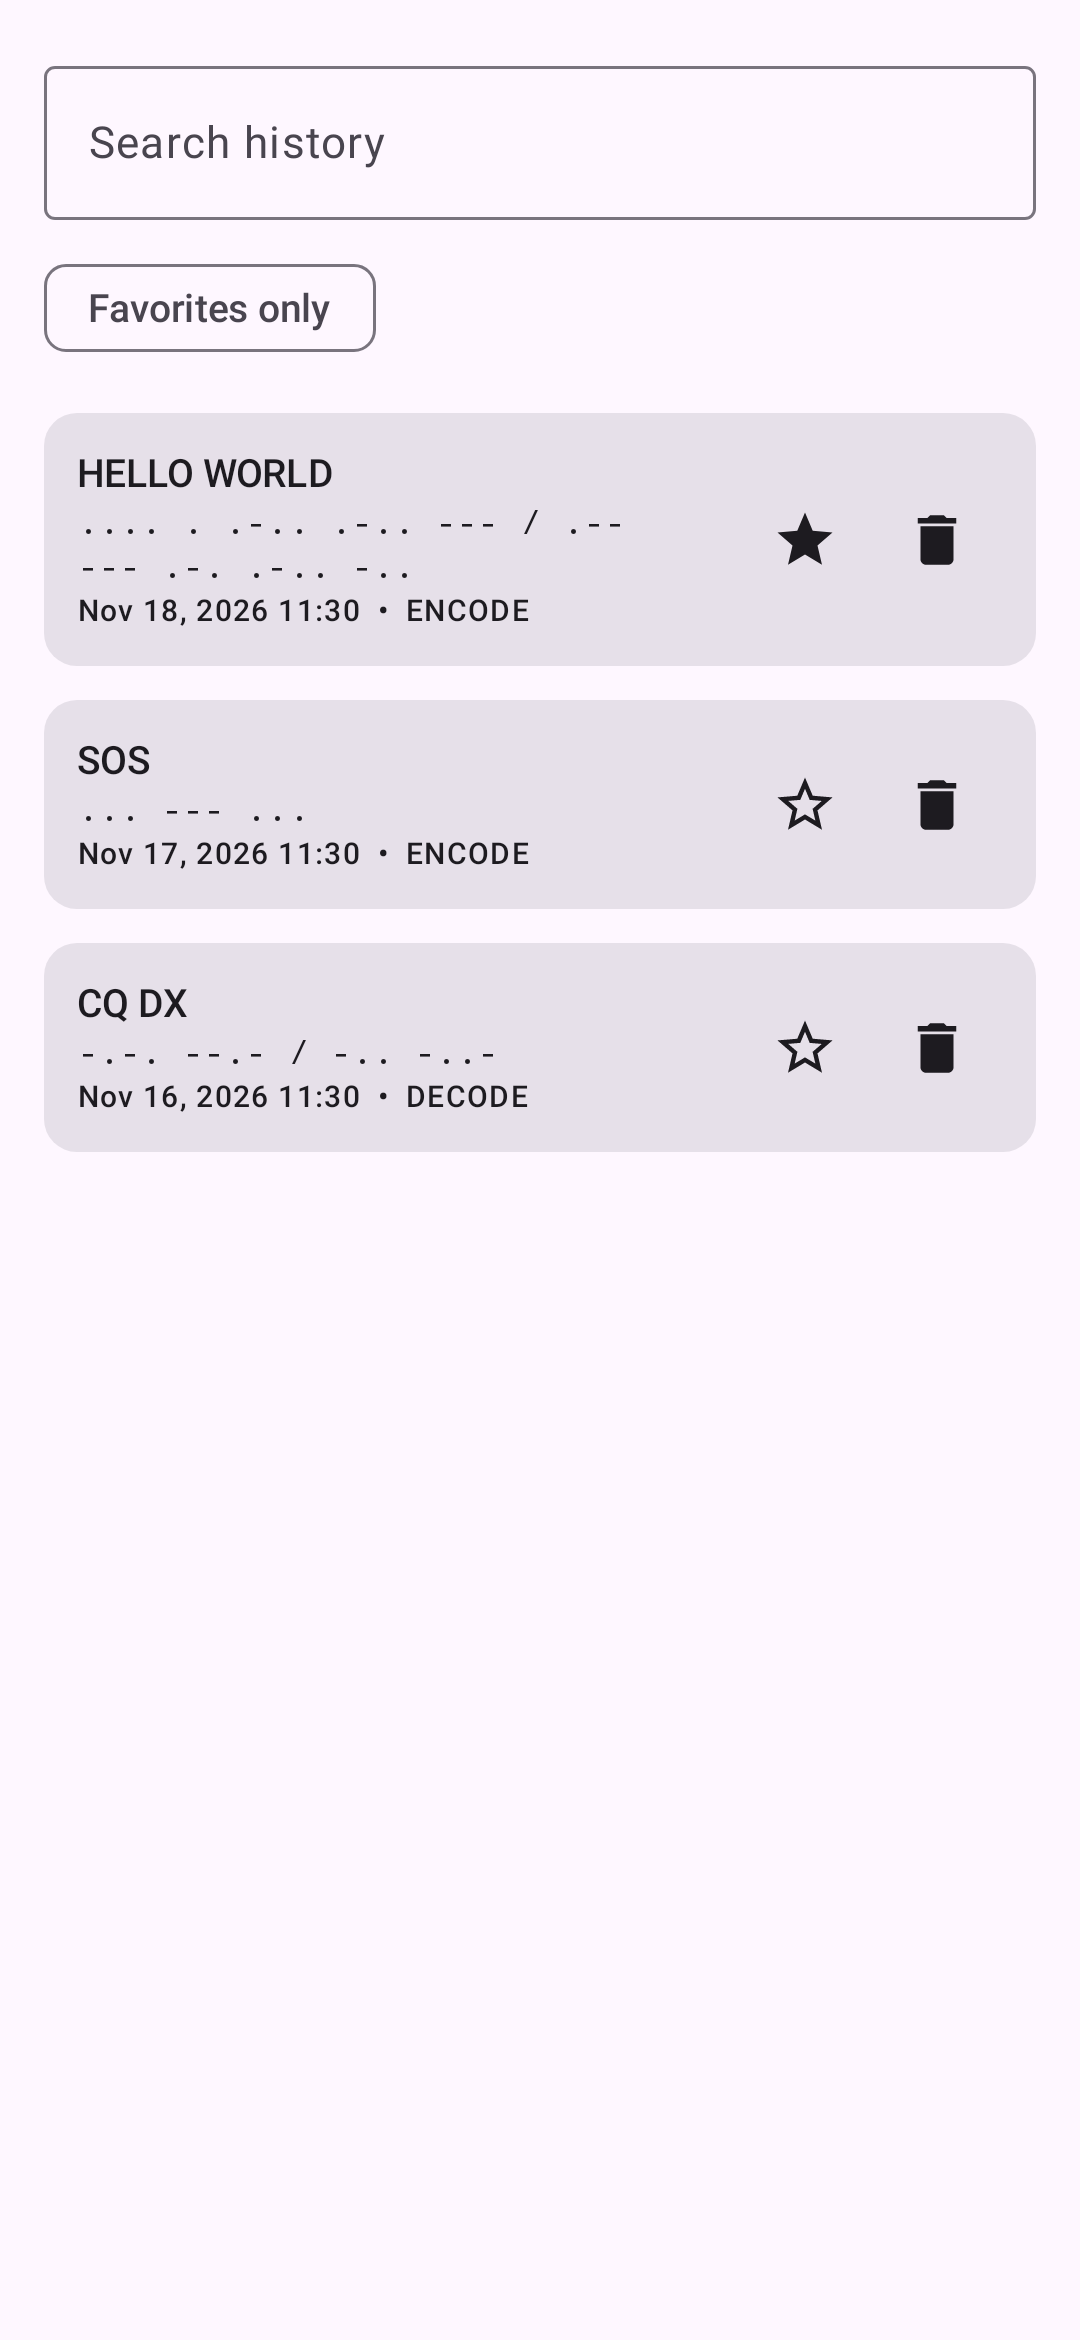 Search history
Favorites only
HELLO WORLD
.... . .-.. .-.. --- / .--
--- .-. .-.. -..
Nov 18, 2026 11:30 • ENCODE
SOS
... --- ...
Nov 17, 2026 11:30 • ENCODE
CQ DX
-.-. --.- / -.. -..-
Nov 16, 2026 11:30 • DECODE